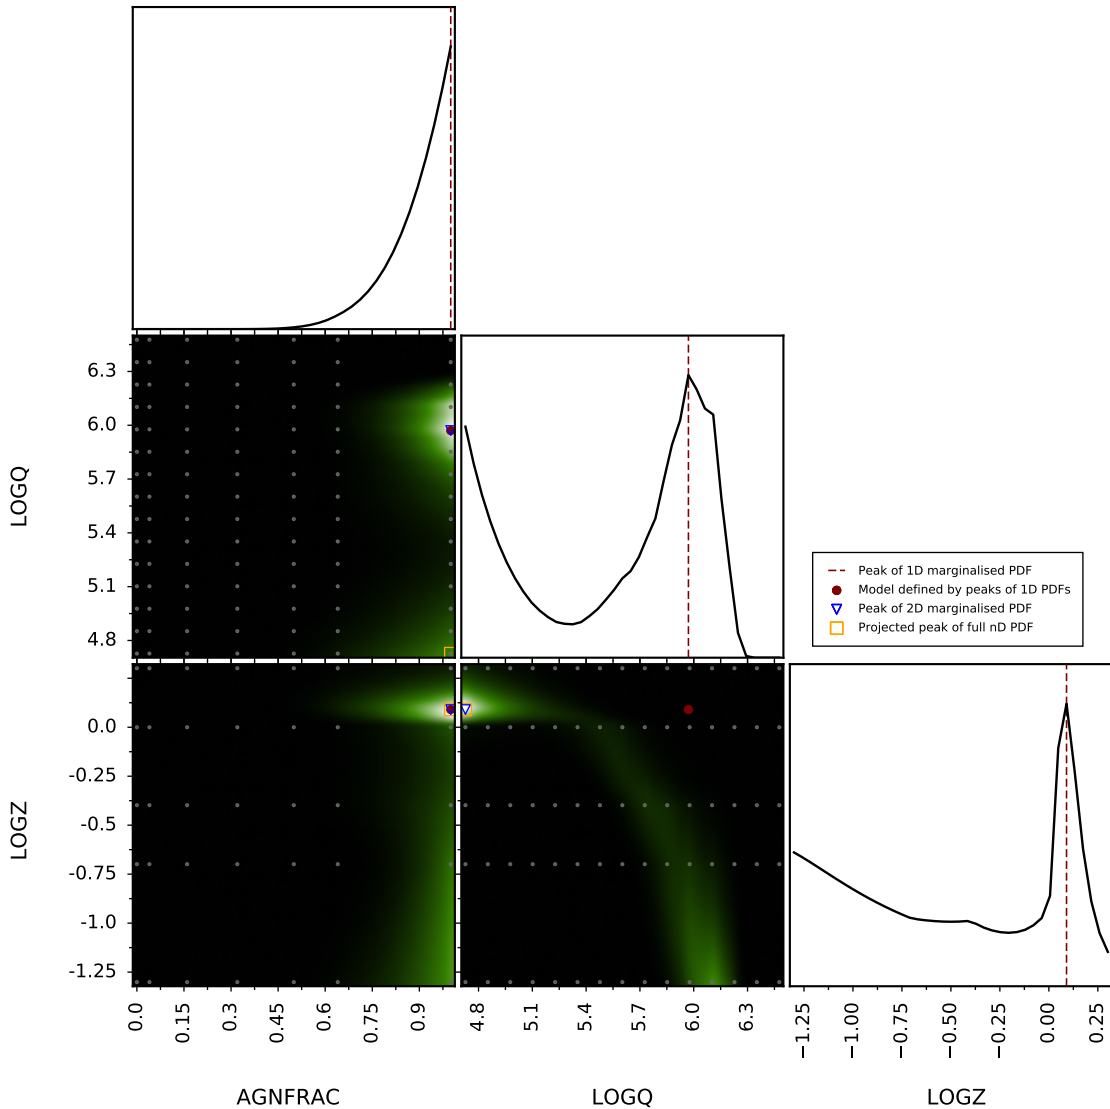 6.3
6.0
5.7
5.4
5.1
4.8
LOGQ
Peak of 1D marginalised PDF
Model defined by peaks of 1D PDFs
Peak of 2D marginalised PDF
Projected peak of full nD PDF
0.0
-0.25
-0.5
-0.75
-1.0
-1.25
LOGZ
0.0 0.15 0.3 0.45 0.6 0.75 0.9
4.8 5.1 5.4 5.7 6.0 6.3
−1.25 −1.00 −0.75 −0.50 −0.25 0.00 0.25
AGNFRAC LOGQ LOGZ